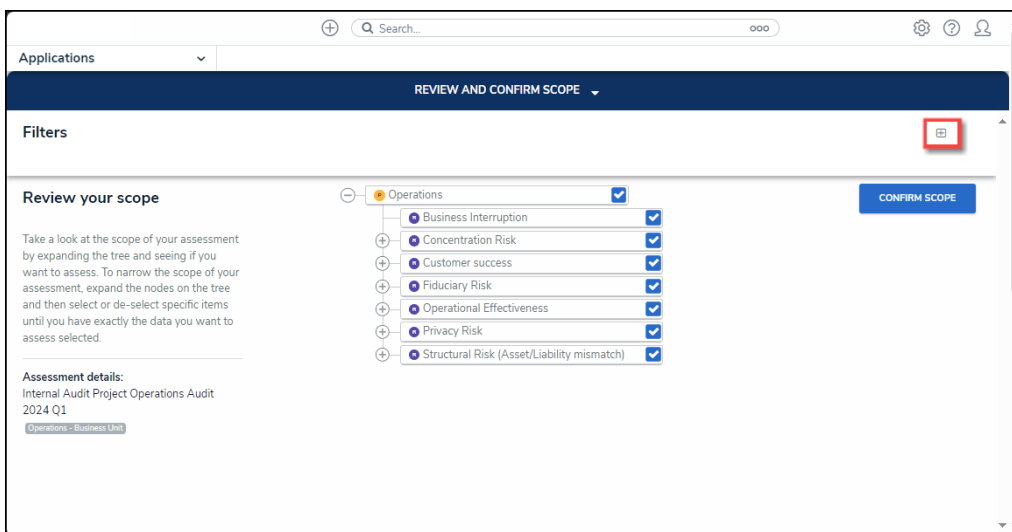 Search...
Applications
REVIEW AND CONFIRM SCOPE
Filters
Review your scope
Take a look at the scope of your assessment
by expanding the tree and seeing if you
want to assess. To narrow the scope of your
assessment, expand the nodes on the tree
and then select or de-select specific items
until you have exactly the data you want to
assess selected.
Assessment details:
Internal Audit Project Operations Audit
2024 Q1
Operations - Business Unit
Operations
Business Interruption
Concentration Risk
Customer success
Fiduciary Risk
Operational Effectiveness
Privacy Risk
Structural Risk (Asset/Liability mismatch)
CONFIRM SCOPE